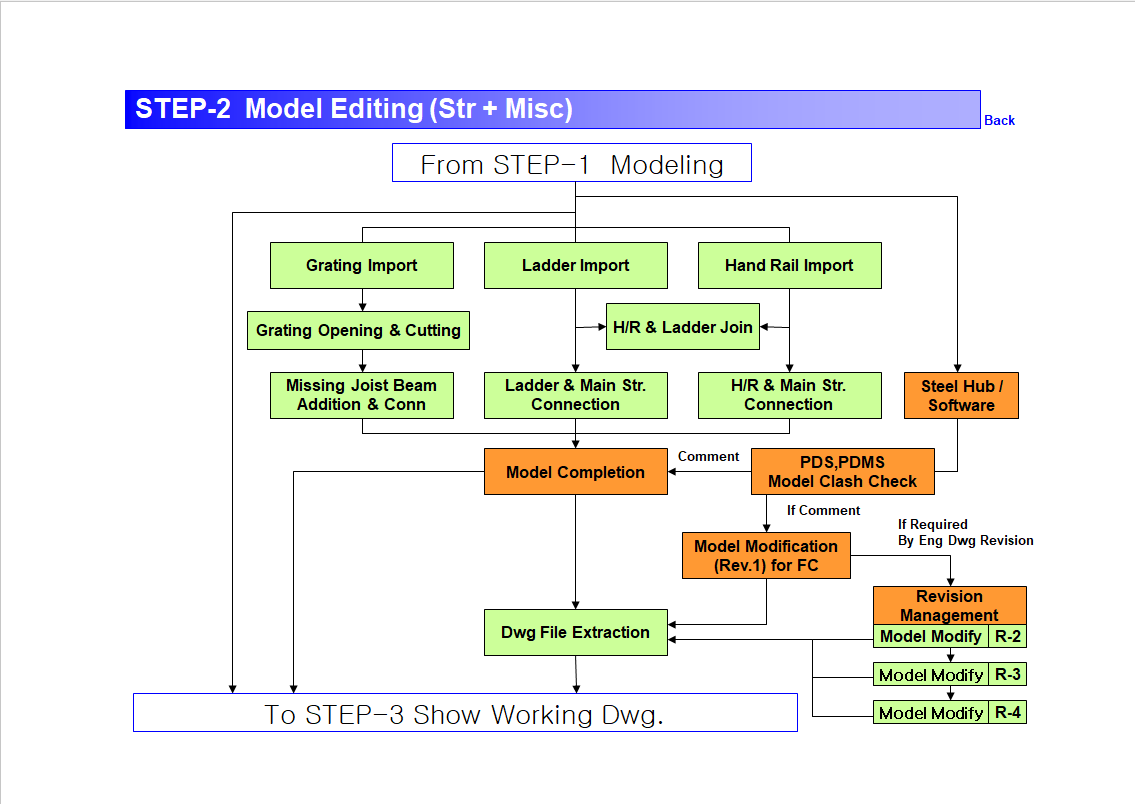 STEP-2 Model Editing (Str + Misc)
Back
From STEP-1 Modeling
Grating Import
Ladder Import
Hand Rail Import
Grating Opening & Cutting
H/R & Ladder Join
Missing Joist Beam
Addition & Conn
Ladder & Main Str.
Connection
H/R & Main Str.
Connection
Steel Hub /
Software
Model Completion
Comment
PDS,PDMS
Model Clash Check
If Comment
If Required
By Eng Dwg Revision
Model Modification
(Rev.1) for FC
Revision
Management
Dwg File Extraction
Model Modify R-2
Model Modify R-3
Model Modify R-4
To STEP-3 Show Working Dwg.